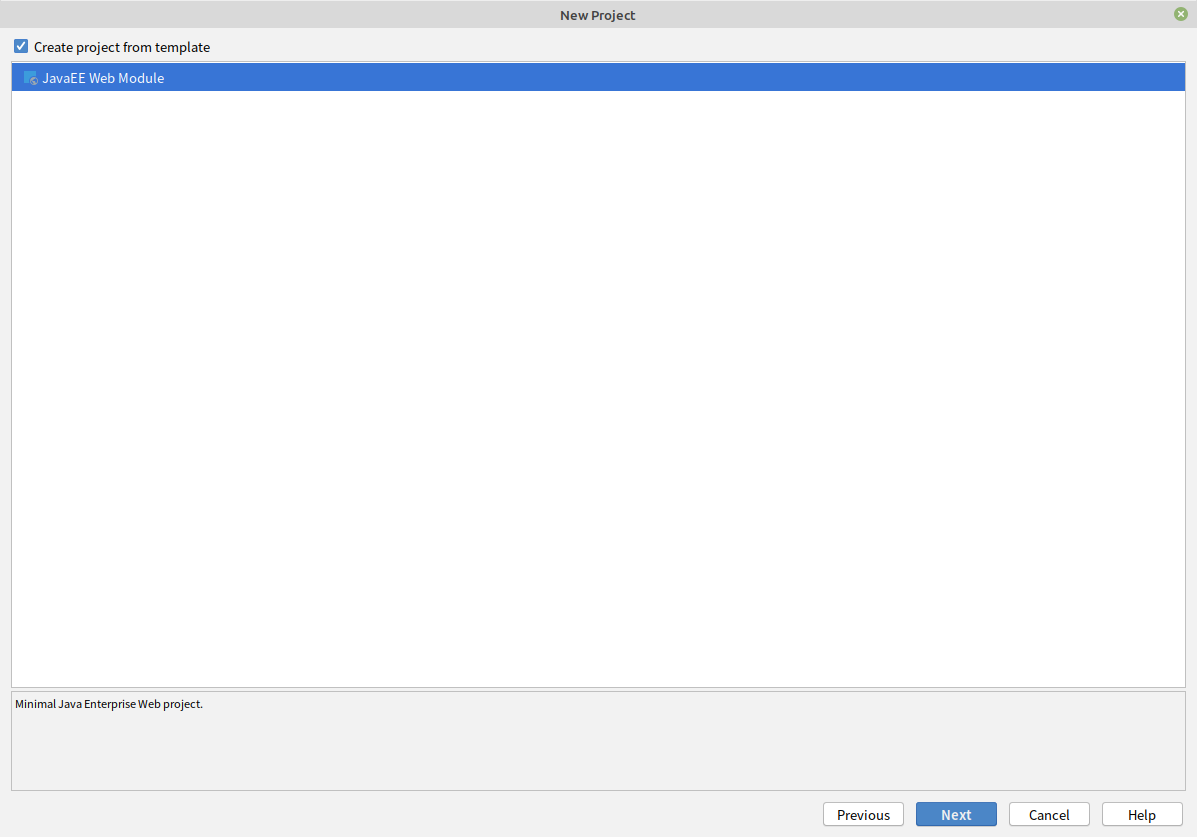 New Project
Create project from template
JavaEE Web Module
Minimal Java Enterprise Web project.
Previous Next Cancel Help